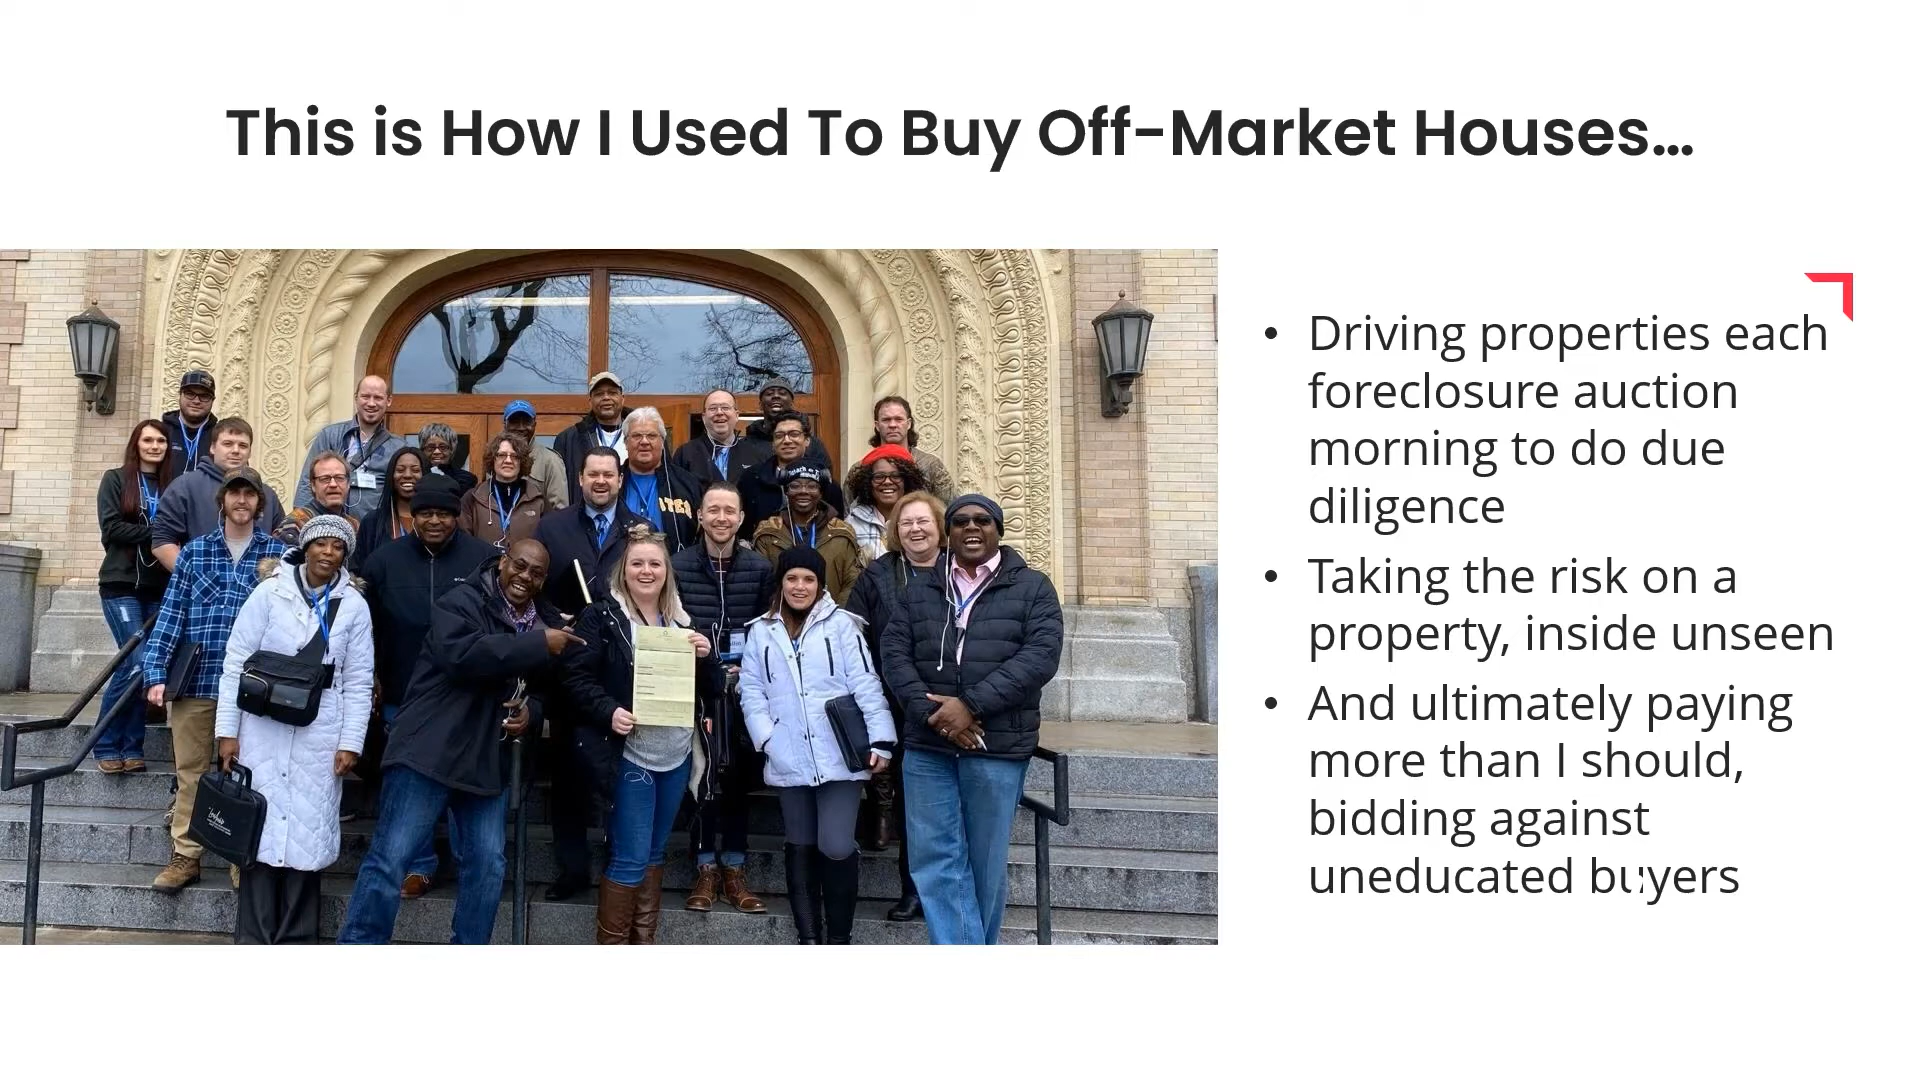 This is How I Used To Buy Off-Market Houses...
• Driving properties each
foreclosure auction
morning to do due
diligence
• Taking the risk on a
property, inside unseen
• And ultimately paying
more than I should,
bidding against
uneducated buyers